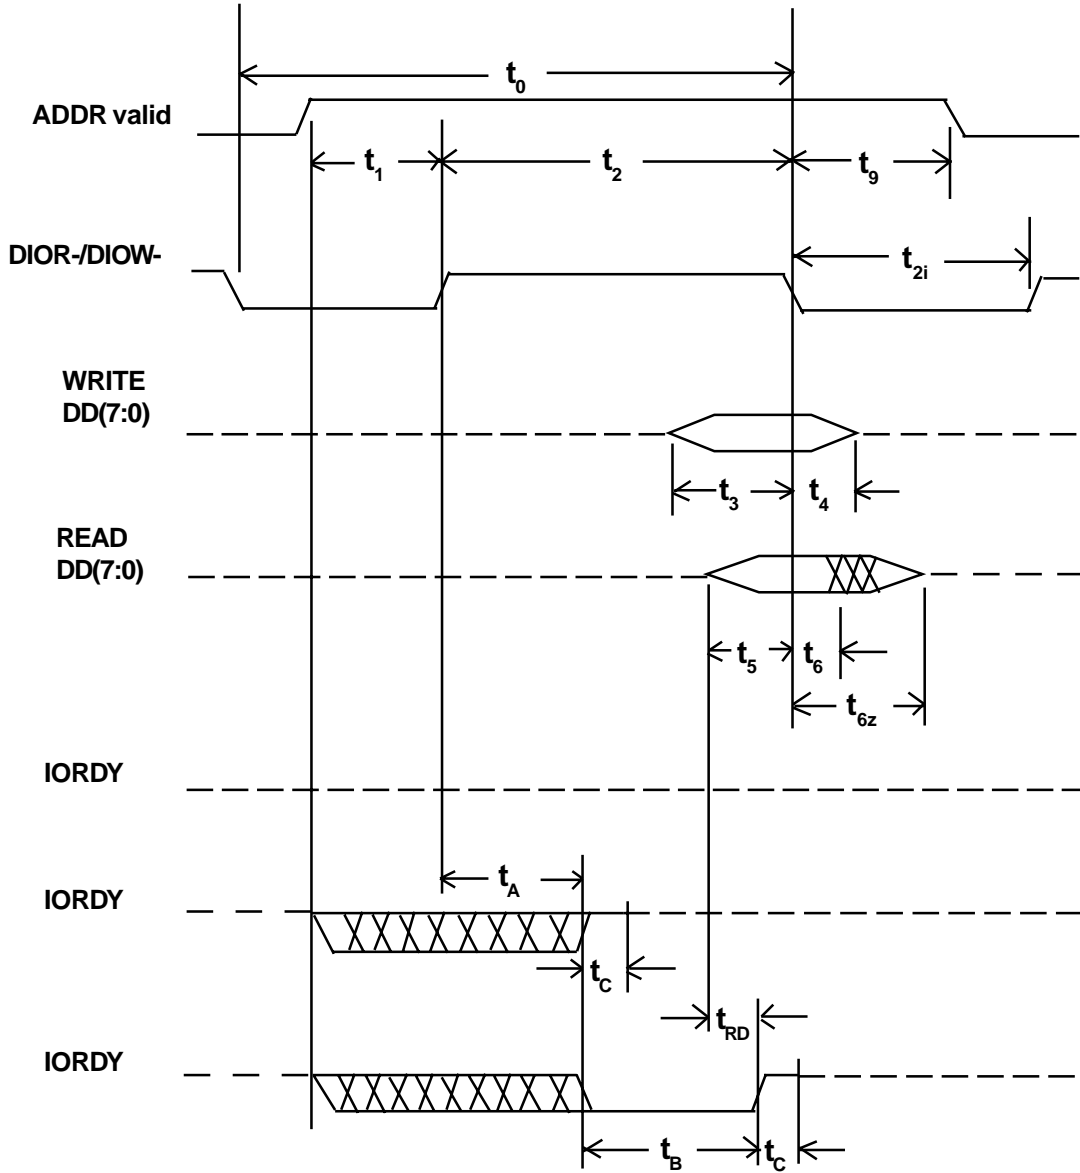 t0
ADDR valid
t1 t2 t9
DIOR-/DIOW-
t2i
WRITE
DD(7:0)
t3 t4
READ
DD(7:0)
t5 t6
t6z
IORDY
tA
IORDY
tC
tRD
IORDY
tB tC